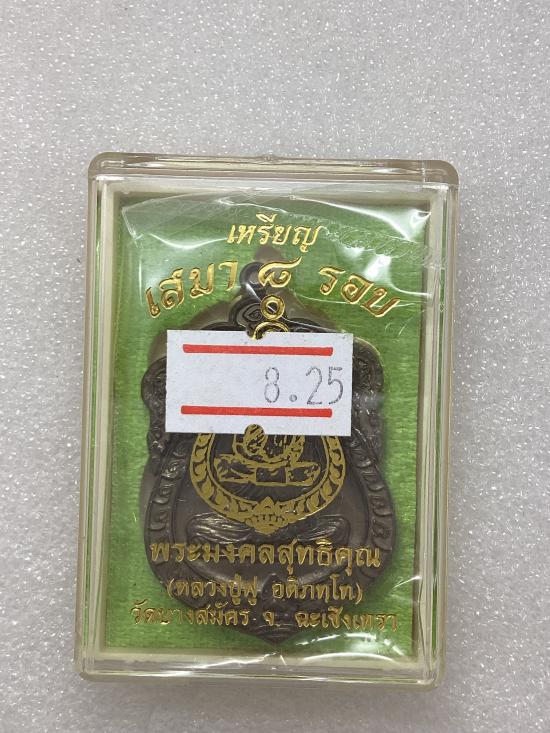 เหรียญ
เสมา ๘ รอบ
8.25
พระมงคลสุทธิคุณ
(หลวงปู่ฟู อติภทฺโท)
วัดบางสมัคร จ. ฉะเชิงเทรา